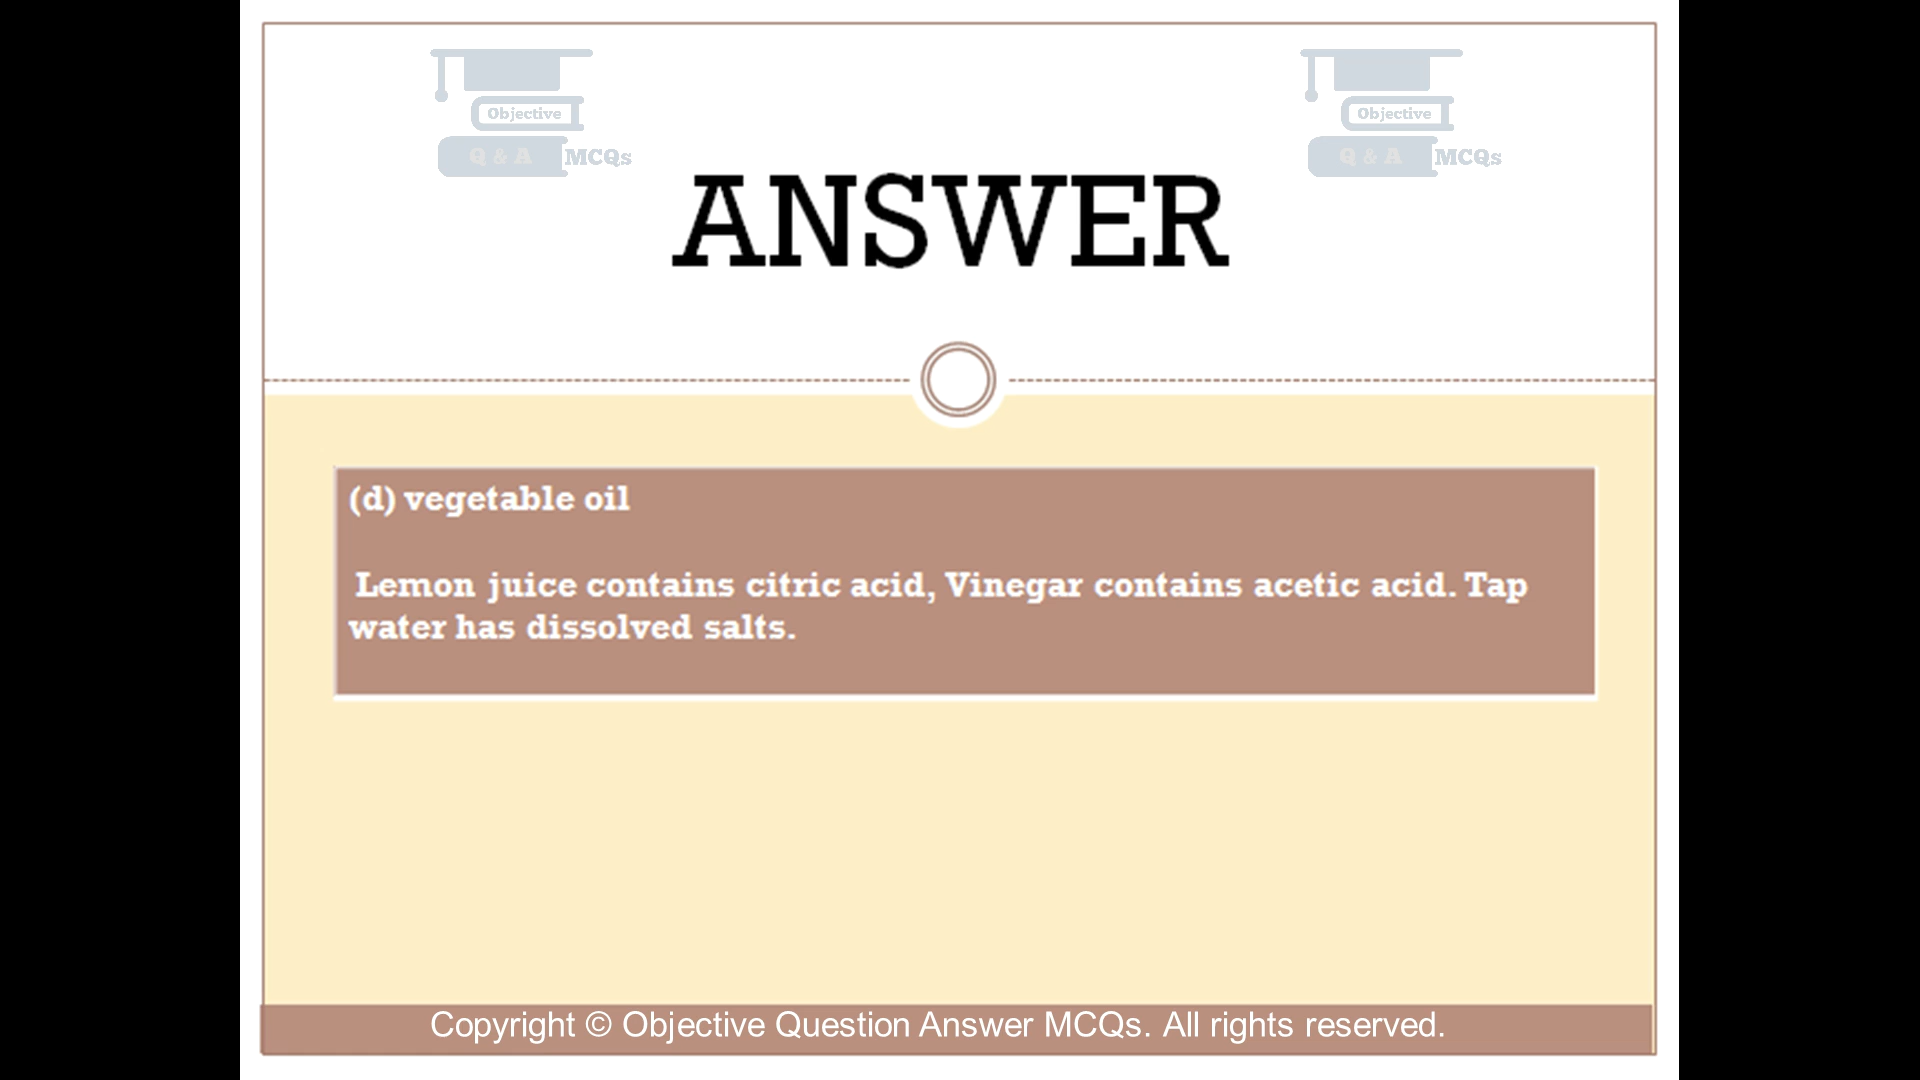 Objective
Q & A MCQs
Objective
Q & A MCQs
ANSWER
(d) vegetable oil
Lemon juice contains citric acid, Vinegar contains acetic acid. Tap
water has dissolved salts.
Copyright © Objective Question Answer MCQs. All rights reserved.